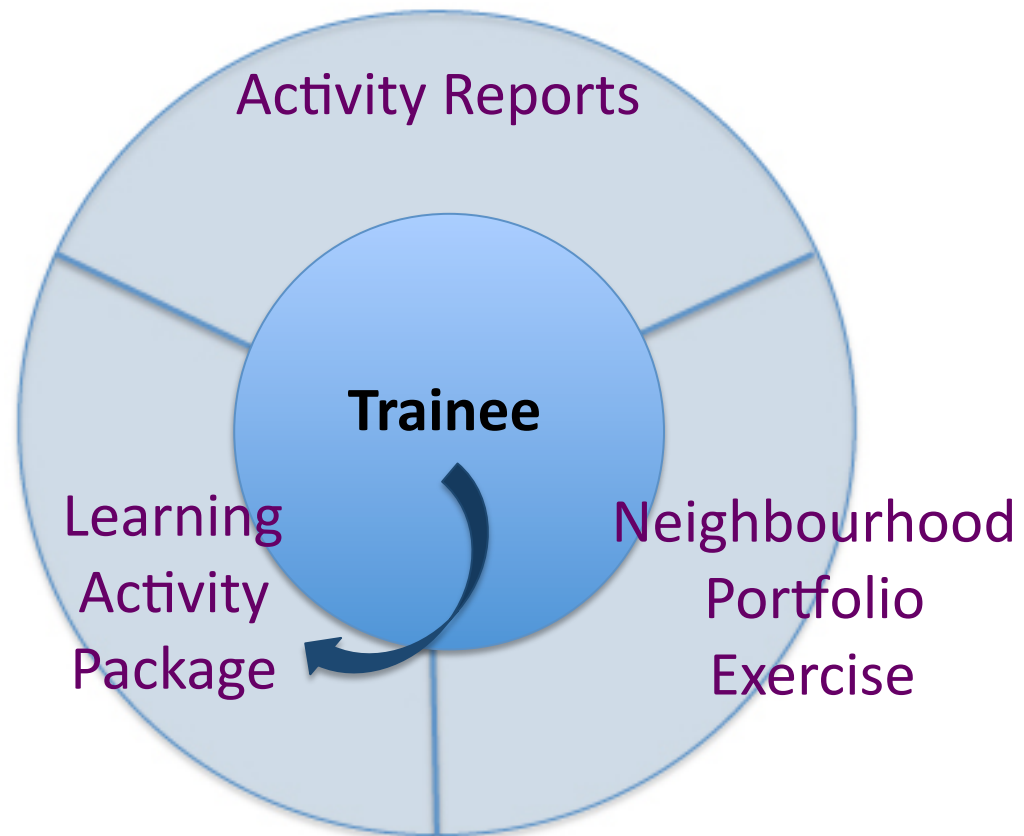 Activity Reports
Trainee
Learning
Activity
Package
Neighbourhood
Portfolio
Exercise